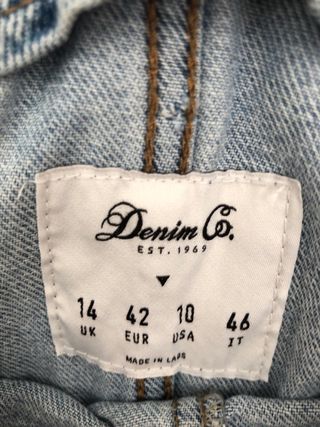 Denim Co.
EST. 1969
14 42 10 46
UK EUR USA IT
MADE IN LAOS